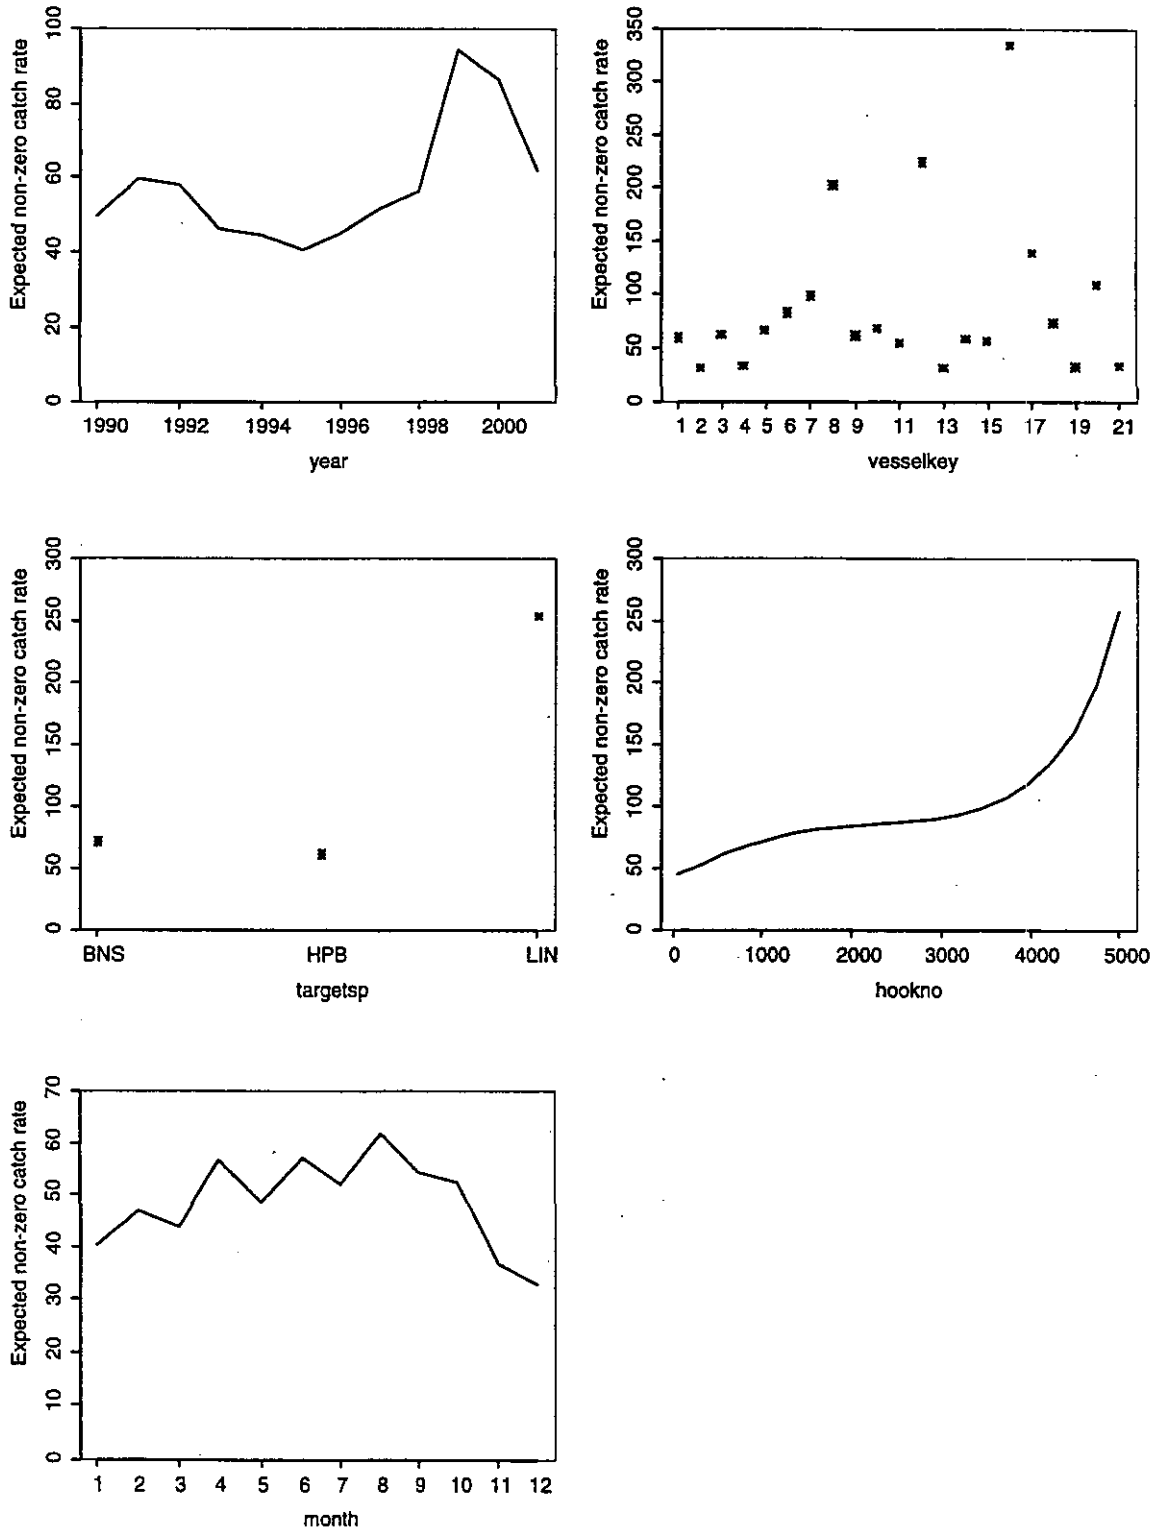 Expected non-zero catch rate
100
80
60
40
20
0
1990 1992 1994 1996 1998 2000
year
Expected non-zero catch rate
350
300
250
200
150
100
50
0
1 2 3 4 5 6 7 8 9 11 13 15 17 19 21
vesselkey
Expected non-zero catch rate
300
250
200
150
100
50
0
BNS HPB LIN
targetsp
Expected non-zero catch rate
300
250
200
150
100
50
0
0 1000 2000 3000 4000 5000
hookno
Expected non-zero catch rate
70
60
50
40
30
20
10
0
1 2 3 4 5 6 7 8 9 10 11 12
month